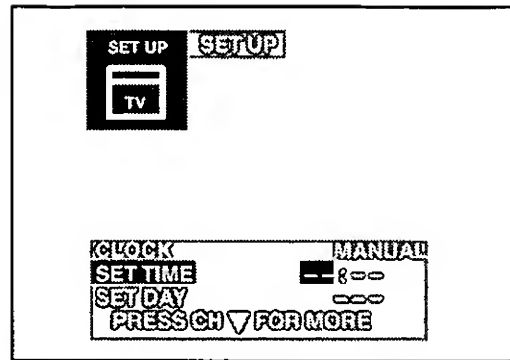 SET UP SET UP
TV
CLOCK MANUAL
SET TIME --:--
SET DAY ---
PRESS CH ▽ FOR MORE